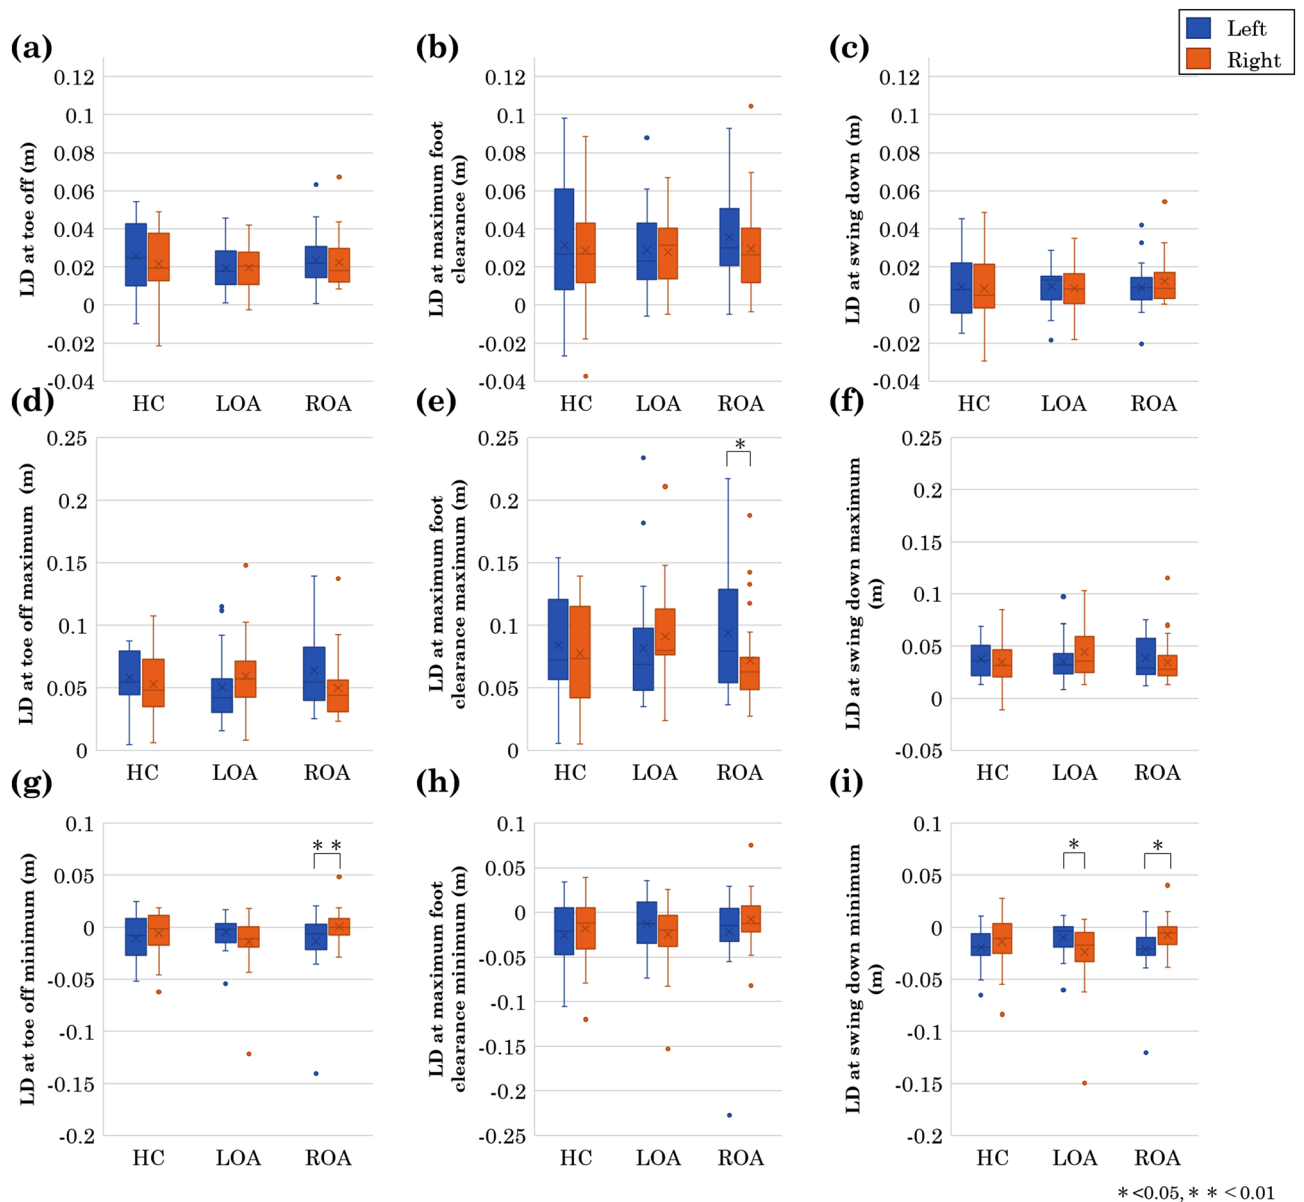 Left
Right
(a)
LD at toe off (m)
0.12
0.1
0.08
0.06
0.04
0.02
0
-0.02
-0.04
HC LOA ROA
(b)
LD at maximum foot
clearance (m)
0.12
0.1
0.08
0.06
0.04
0.02
0
-0.02
-0.04
HC LOA ROA
(c)
LD at swing down (m)
0.12
0.1
0.08
0.06
0.04
0.02
0
-0.02
-0.04
HC LOA ROA
(d)
LD at toe off maximum (m)
0.25
0.2
0.15
0.1
0.05
0
HC LOA ROA
(e)
LD at maximum foot
clearance maximum (m)
0.25
0.2
0.15
0.1
0.05
0
*
HC LOA ROA
(f)
LD at swing down maximum
(m)
0.25
0.2
0.15
0.1
0.05
0
-0.05
HC LOA ROA
(g)
LD at toe off minimum (m)
0.1
0.05
0
-0.05
-0.1
-0.15
-0.2
* *
HC LOA ROA
(h)
LD at maximum foot
clearance minimum (m)
0.1
0.05
0
-0.05
-0.1
-0.15
-0.2
-0.25
HC LOA ROA
(i)
LD at swing down minimum
(m)
0.1
0.05
0
-0.05
-0.1
-0.15
-0.2
* *
HC LOA ROA
*<0.05, * * <0.01